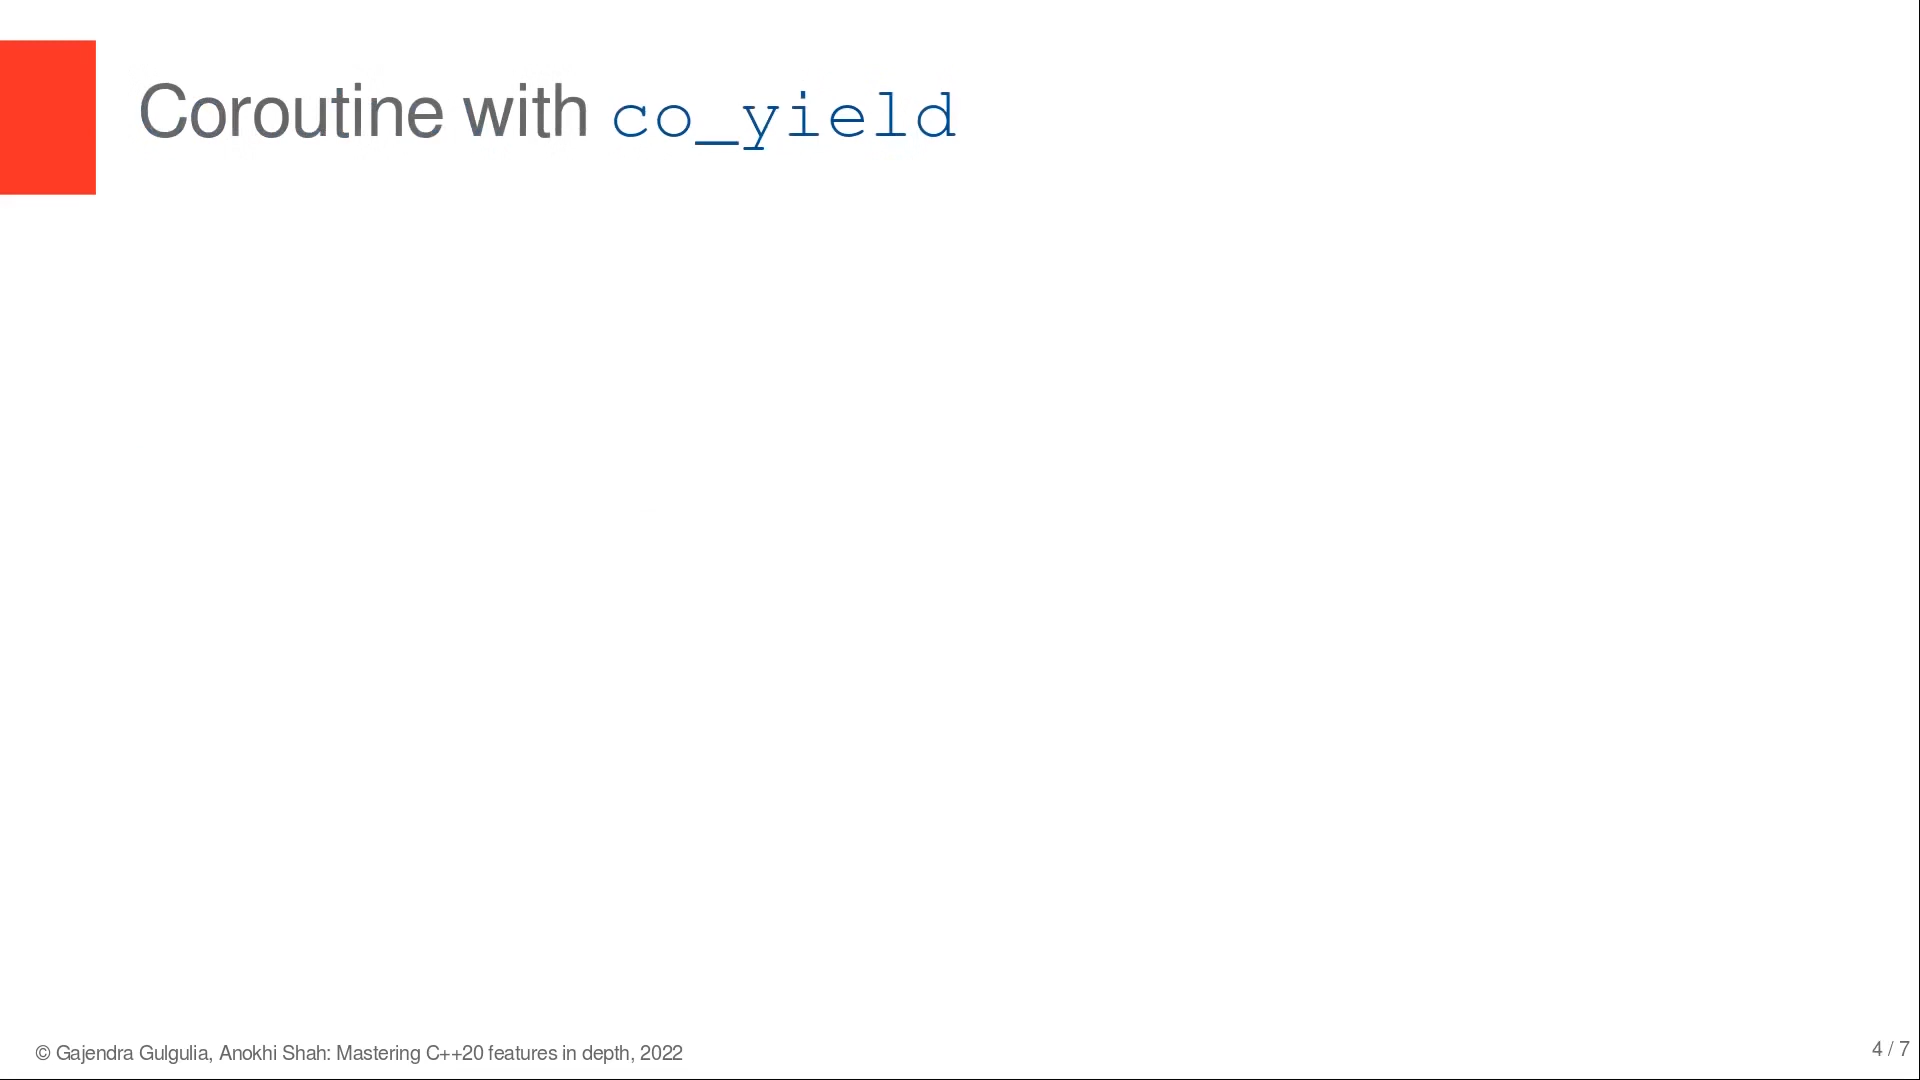 Coroutine with co_yield
© Gajendra Gulgulia, Anokhi Shah: Mastering C++20 features in depth, 2022
4 / 7